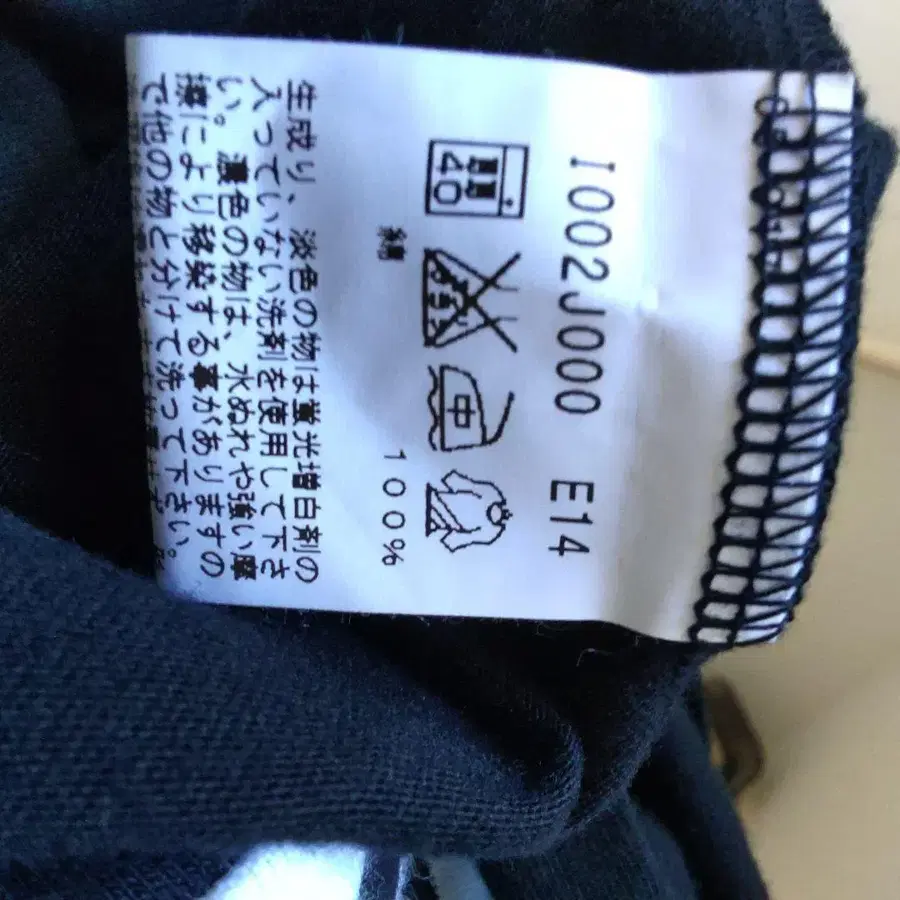 I002J000 E14
40
中
綿 100%
生成り、淡色の物は蛍光増白剤の
入っていない洗剤を使用して下さ
い。濃色の物は、水ぬれや強い摩
擦により移染する事がありますの
で他の物と分けて洗って下さい。